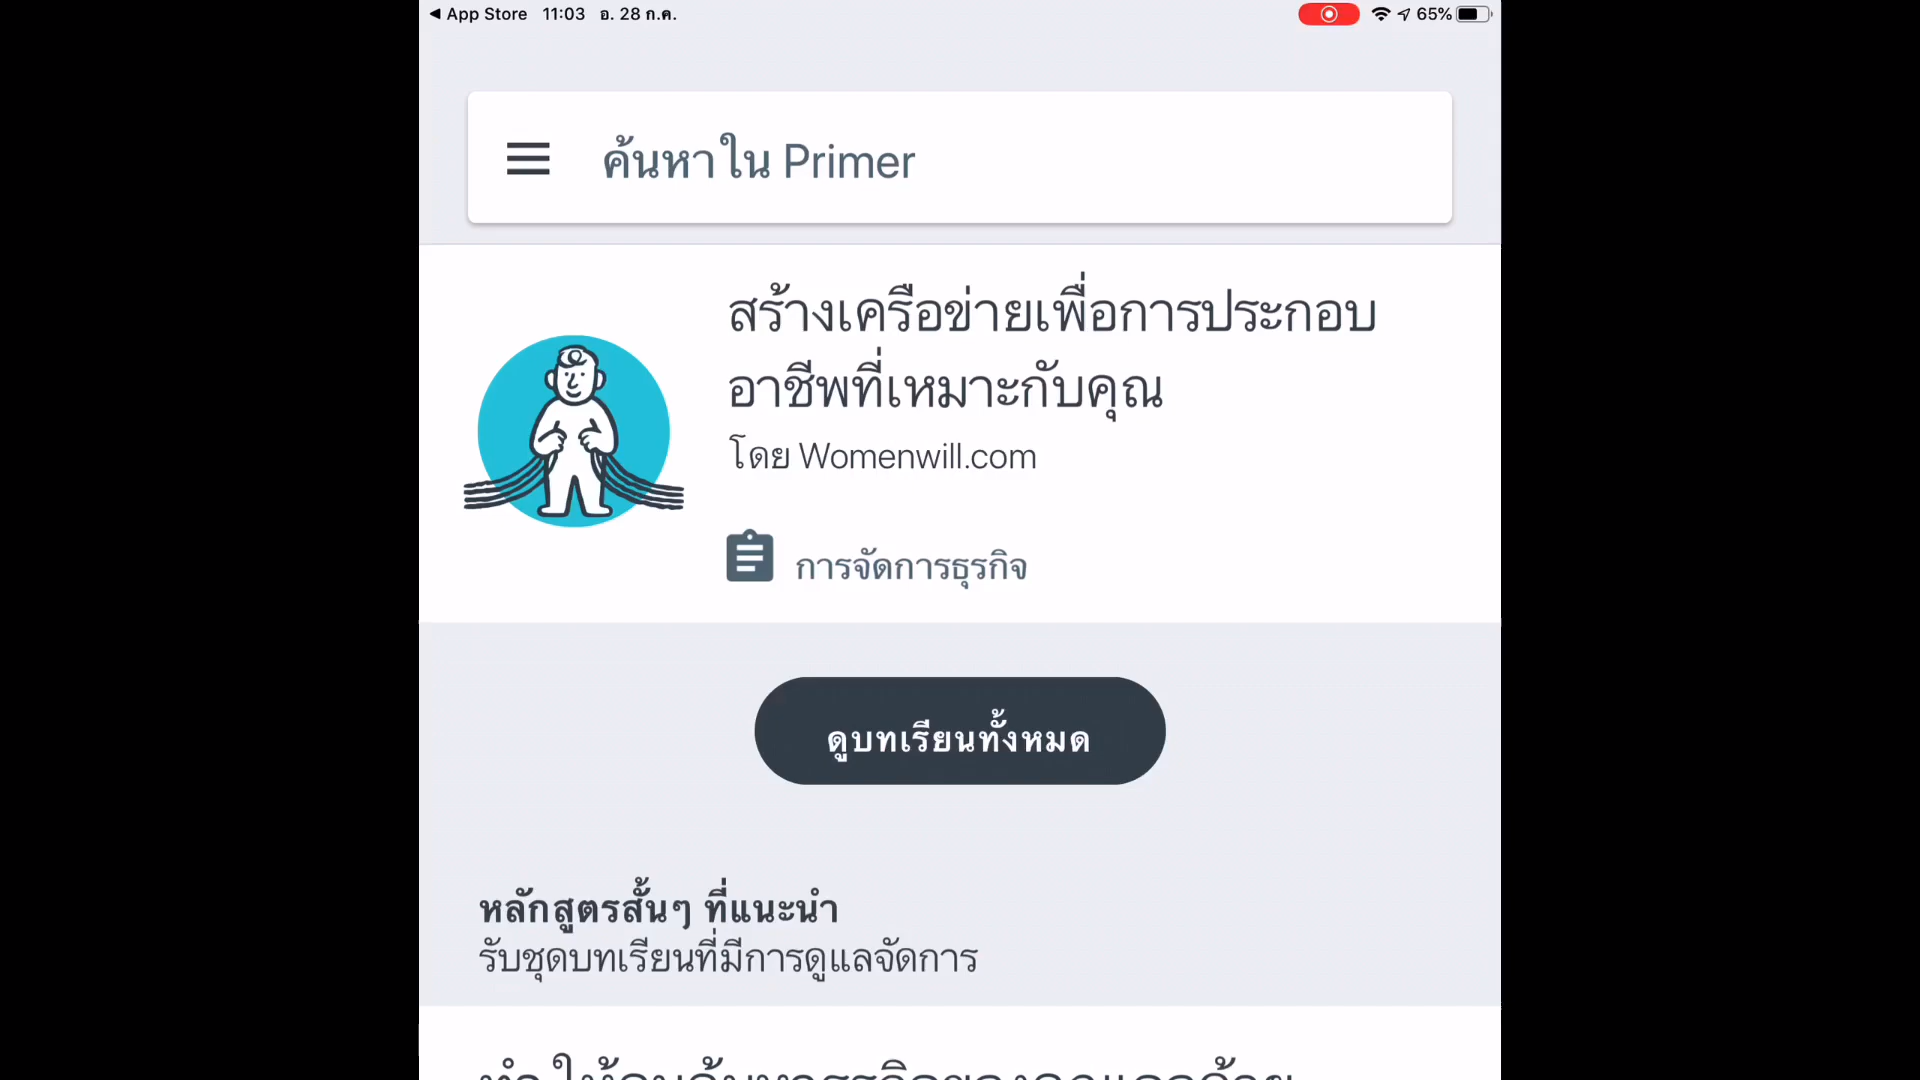 App Store 11:03 อ. 28 ก.ค. 65%
ค้นหาใน Primer
สร้างเครือข่ายเพื่อการประกอบ
อาชีพที่เหมาะกับคุณ
โดย Womenwill.com
การจัดการธุรกิจ
ดูบทเรียนทั้งหมด
หลักสูตรสั้นๆ ที่แนะนำ
รับชุดบทเรียนที่มีการดูแลจัดการ